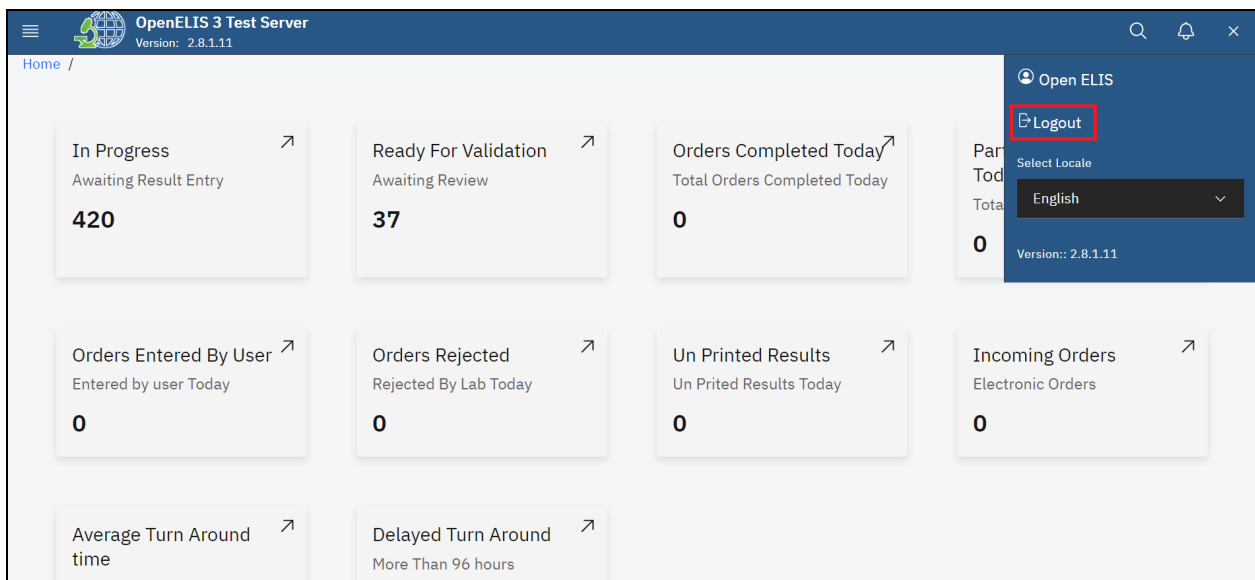 OpenELIS 3 Test Server
Version: 2.8.1.11
Home /
Open ELIS
Logout
Select Locale
English
Version:: 2.8.1.11
In Progress
Awaiting Result Entry
420
Ready For Validation
Awaiting Review
37
Orders Completed Today
Total Orders Completed Today
0
Par
Tod
Tota
0
Orders Entered By User
Entered by user Today
0
Orders Rejected
Rejected By Lab Today
0
Un Printed Results
Un Prited Results Today
0
Incoming Orders
Electronic Orders
0
Average Turn Around
time
Delayed Turn Around
More Than 96 hours